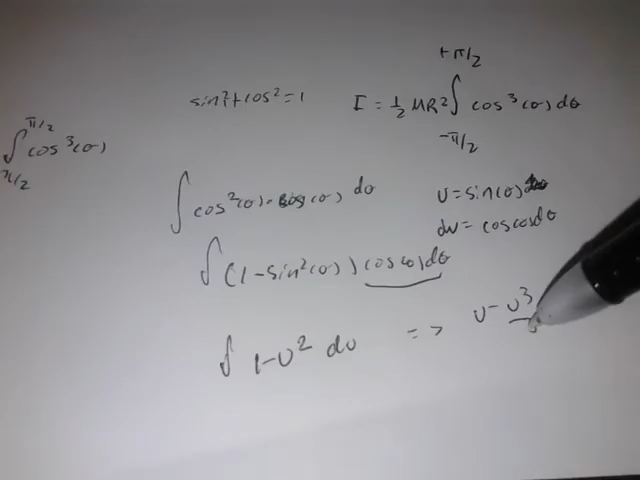 +π/2
sin²+cos²=1
I = 1/2 MR² ∫ cos³(θ)dθ
-π/2
π/2
∫ cos³(θ)
π/2
∫ cos²(θ)·cos(θ) dθ
u = sin(θ)
du = cos(θ)dθ
∫ (1-sin²(θ)) cos(θ)dθ
∫ 1-u² du => u - u³